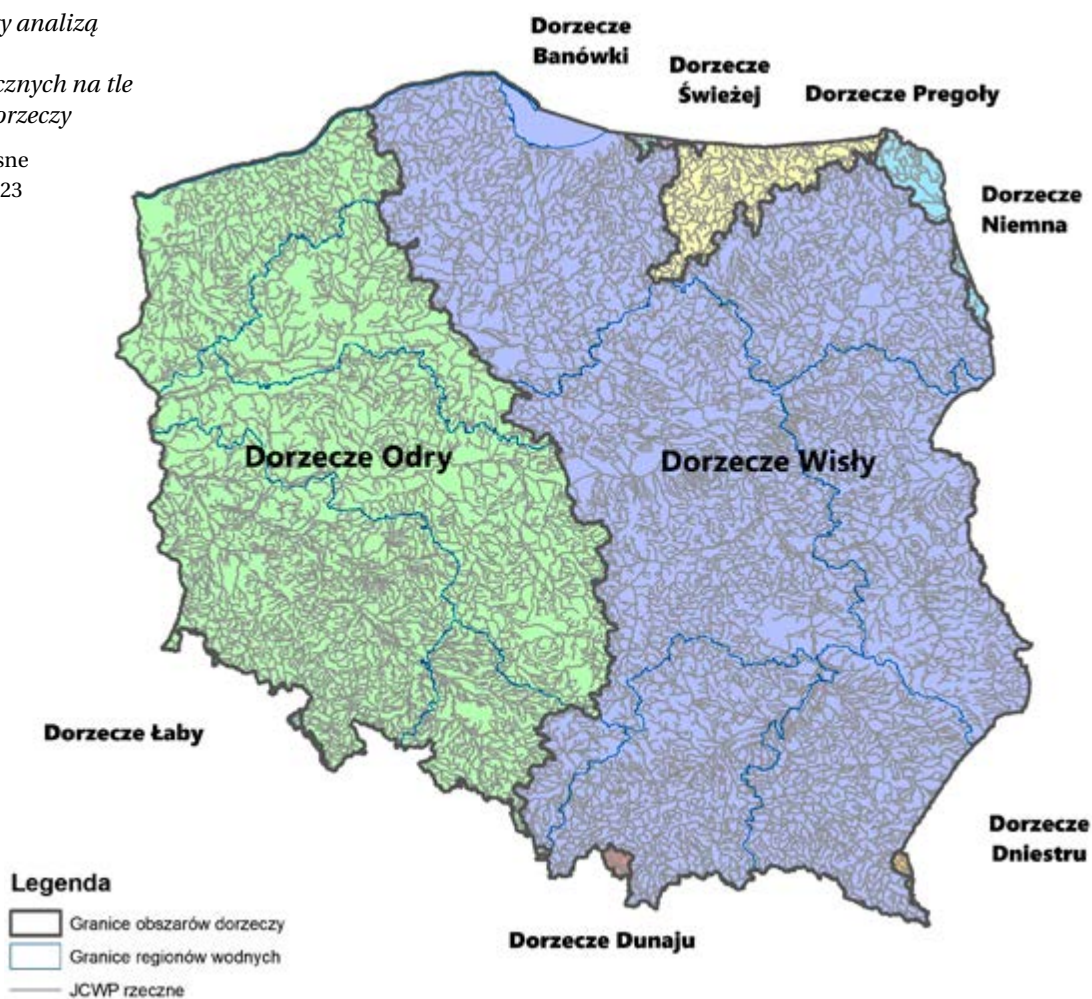 y analizą
cznych na tle
orzeczy
sne
23
Dorzecze
Banówki
Dorzecze
Świeżej
Dorzecze Pregoły
Dorzecze
Niemna
Dorzecze Odry
Dorzecze Wisły
Dorzecze Łaby
Dorzecze
Dniestru
Dorzecze Dunaju
Legenda
Granice obszarów dorzeczy
Granice regionów wodnych
JCWP rzeczne